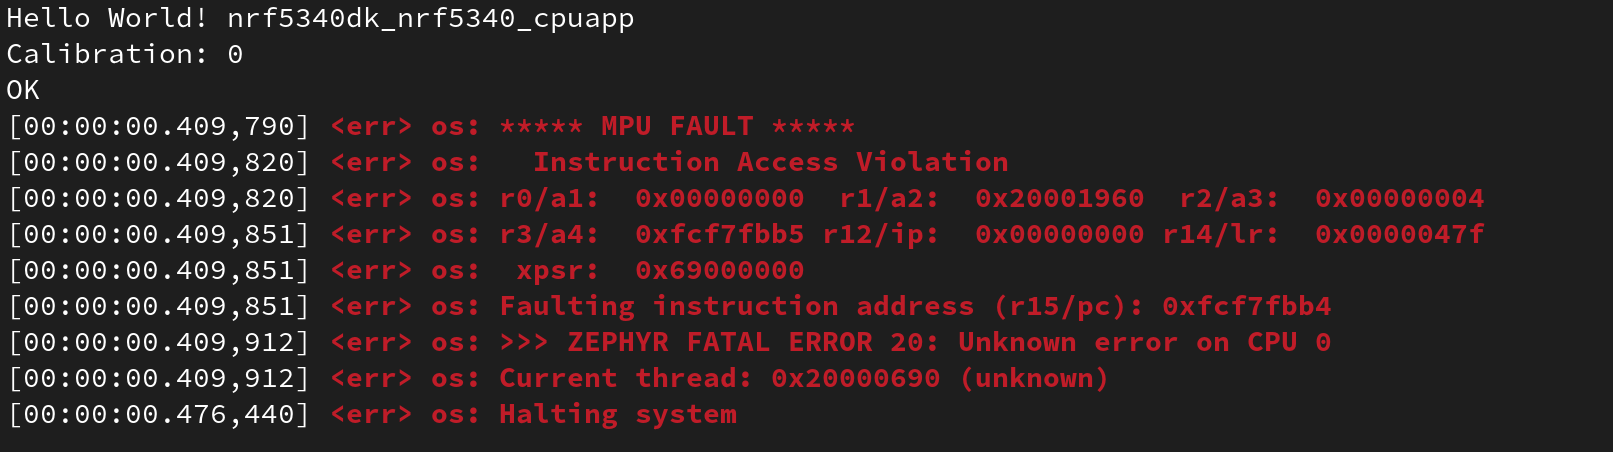 Hello World! nrf5340dk_nrf5340_cpuapp
Calibration: 0
OK
[00:00:00.409,790] <err> os: ***** MPU FAULT *****
[00:00:00.409,820] <err> os:   Instruction Access Violation
[00:00:00.409,820] <err> os: r0/a1:  0x00000000  r1/a2:  0x20001960  r2/a3:  0x00000004
[00:00:00.409,851] <err> os: r3/a4:  0xfcf7fbb5 r12/ip:  0x00000000 r14/lr:  0x0000047f
[00:00:00.409,851] <err> os:  xpsr:  0x69000000
[00:00:00.409,851] <err> os: Faulting instruction address (r15/pc): 0xfcf7fbb4
[00:00:00.409,912] <err> os: >>> ZEPHYR FATAL ERROR 20: Unknown error on CPU 0
[00:00:00.409,912] <err> os: Current thread: 0x20000690 (unknown)
[00:00:00.476,440] <err> os: Halting system